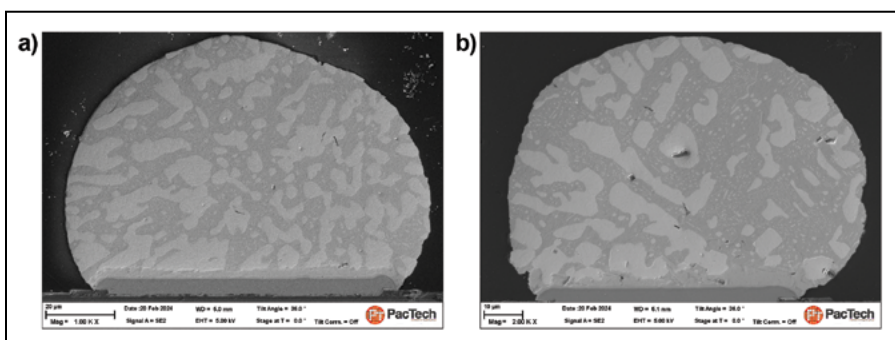 a)
b)
20 µm
Mag = 1.00 K X
Date :20 Feb 2024
Signal A = SE2
WD = 6.0 mm
EHT = 5.00 kV
Tilt Angle = 36.0 °
Stage at T = 0.0 °
Tilt Corrn. = Off
PacTech
10 µm
Mag = 2.00 K X
Date :20 Feb 2024
Signal A = SE2
WD = 6.1 mm
EHT = 5.00 kV
Tilt Angle = 36.0 °
Stage at T = 0.0 °
Tilt Corrn. = Off
PacTech